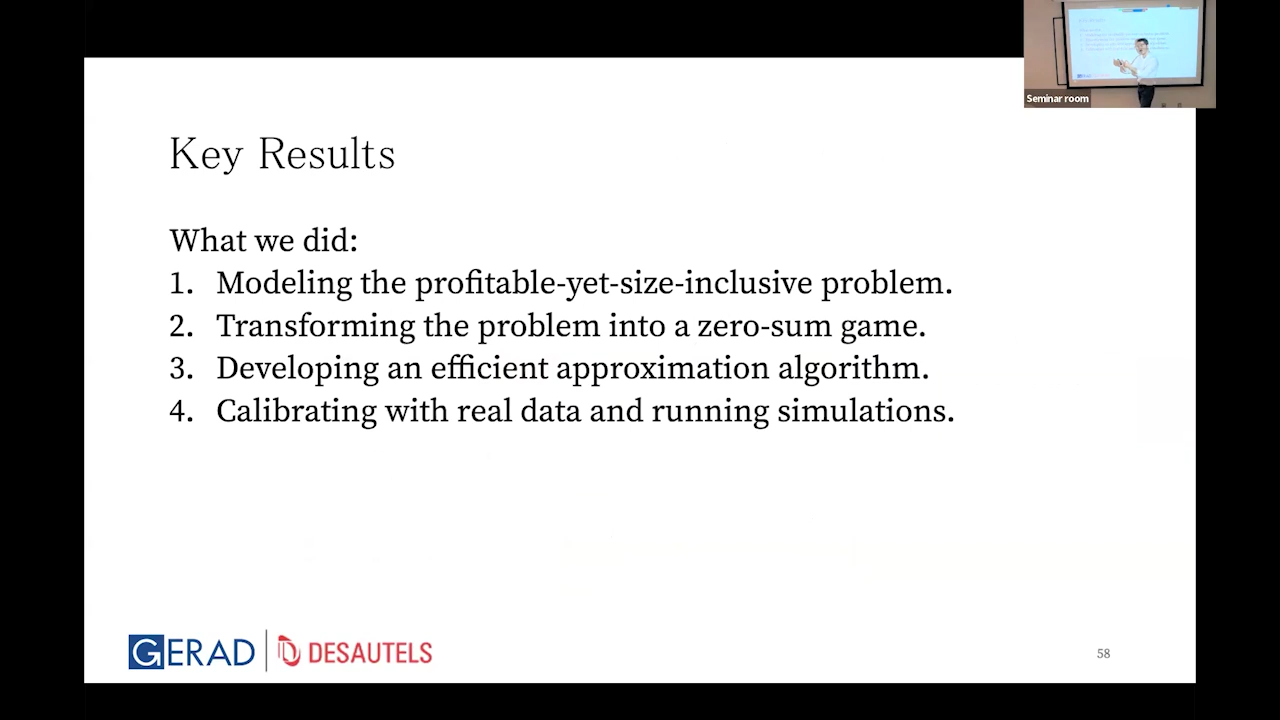 Seminar room
Key Results
What we did:
1. Modeling the profitable-yet-size-inclusive problem.
2. Transforming the problem into a zero-sum game.
3. Developing an efficient approximation algorithm.
4. Calibrating with real data and running simulations.
GERAD DESAUTELS
58